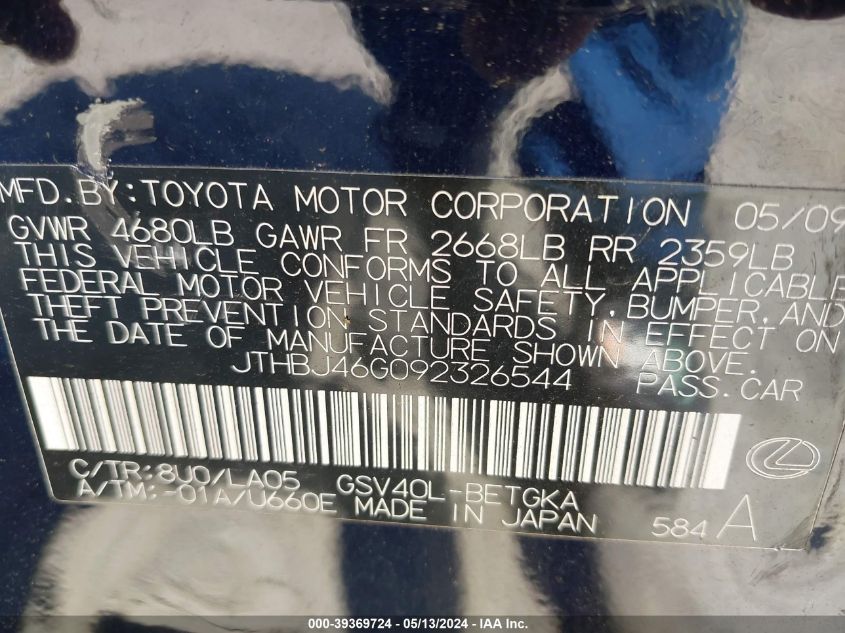 MFD.BY:TOYOTA MOTOR CORPORATION 05/09
GVWR 4680LB GAWR FR 2668LB RR 2359LB
THIS VEHICLE CONFORMS TO ALL APPLICABLE
FEDERAL MOTOR VEHICLE SAFETY,BUMPER,AND
THEFT PREVENTION STANDARDS IN EFFECT ON
THE DATE OF MANUFACTURE SHOWN ABOVE.
JTHBJ46G092326544 PASS.CAR
C/TR:8U0/LA05 GSV40L-BETGKA
A/TM:-01A/U660E MADE IN JAPAN 584 A
000-39369724 - 05/13/2024 - IAA Inc.